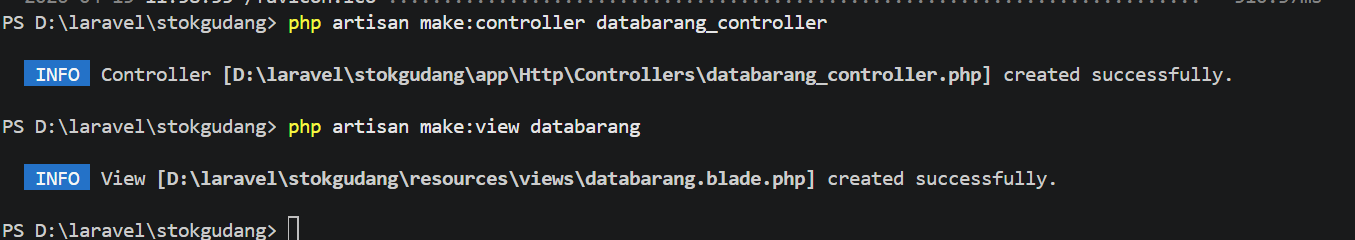 PS D:\laravel\stokgudang> php artisan make:controller databarang_controller
INFO Controller [D:\laravel\stokgudang\app\Http\Controllers\databarang_controller.php] created successfully.
PS D:\laravel\stokgudang> php artisan make:view databarang
INFO View [D:\laravel\stokgudang\resources\views\databarang.blade.php] created successfully.
PS D:\laravel\stokgudang>